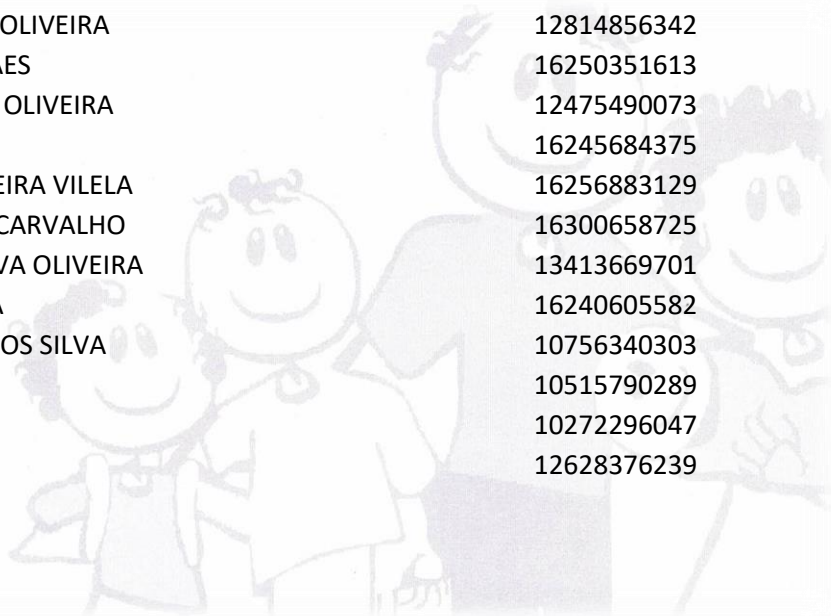 OLIVEIRA 12814856342
AES 16250351613
OLIVEIRA 12475490073
16245684375
EIRA VILELA 16256883129
CARVALHO 16300658725
VA OLIVEIRA 13413669701
A 16240605582
OS SILVA 10756340303
10515790289
10272296047
12628376239